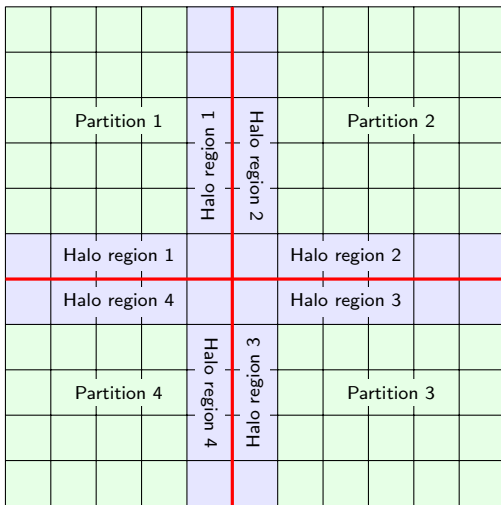 Partition 1
Halo region 1
Halo region 2
Partition 2
Halo region 1
Halo region 2
Halo region 4
Halo region 3
Partition 4
Halo region 4
Halo region 3
Partition 3